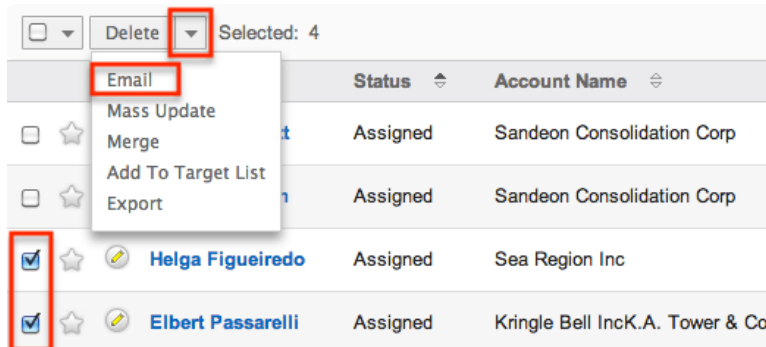 Delete Selected: 4
Email
Status Account Name
Mass Update
Merge
Assigned Sandeon Consolidation Corp
Add To Target List
Export
Assigned Sandeon Consolidation Corp
Helga Figueiredo Assigned Sea Region Inc
Elbert Passarelli Assigned Kringle Bell IncK.A. Tower & Co